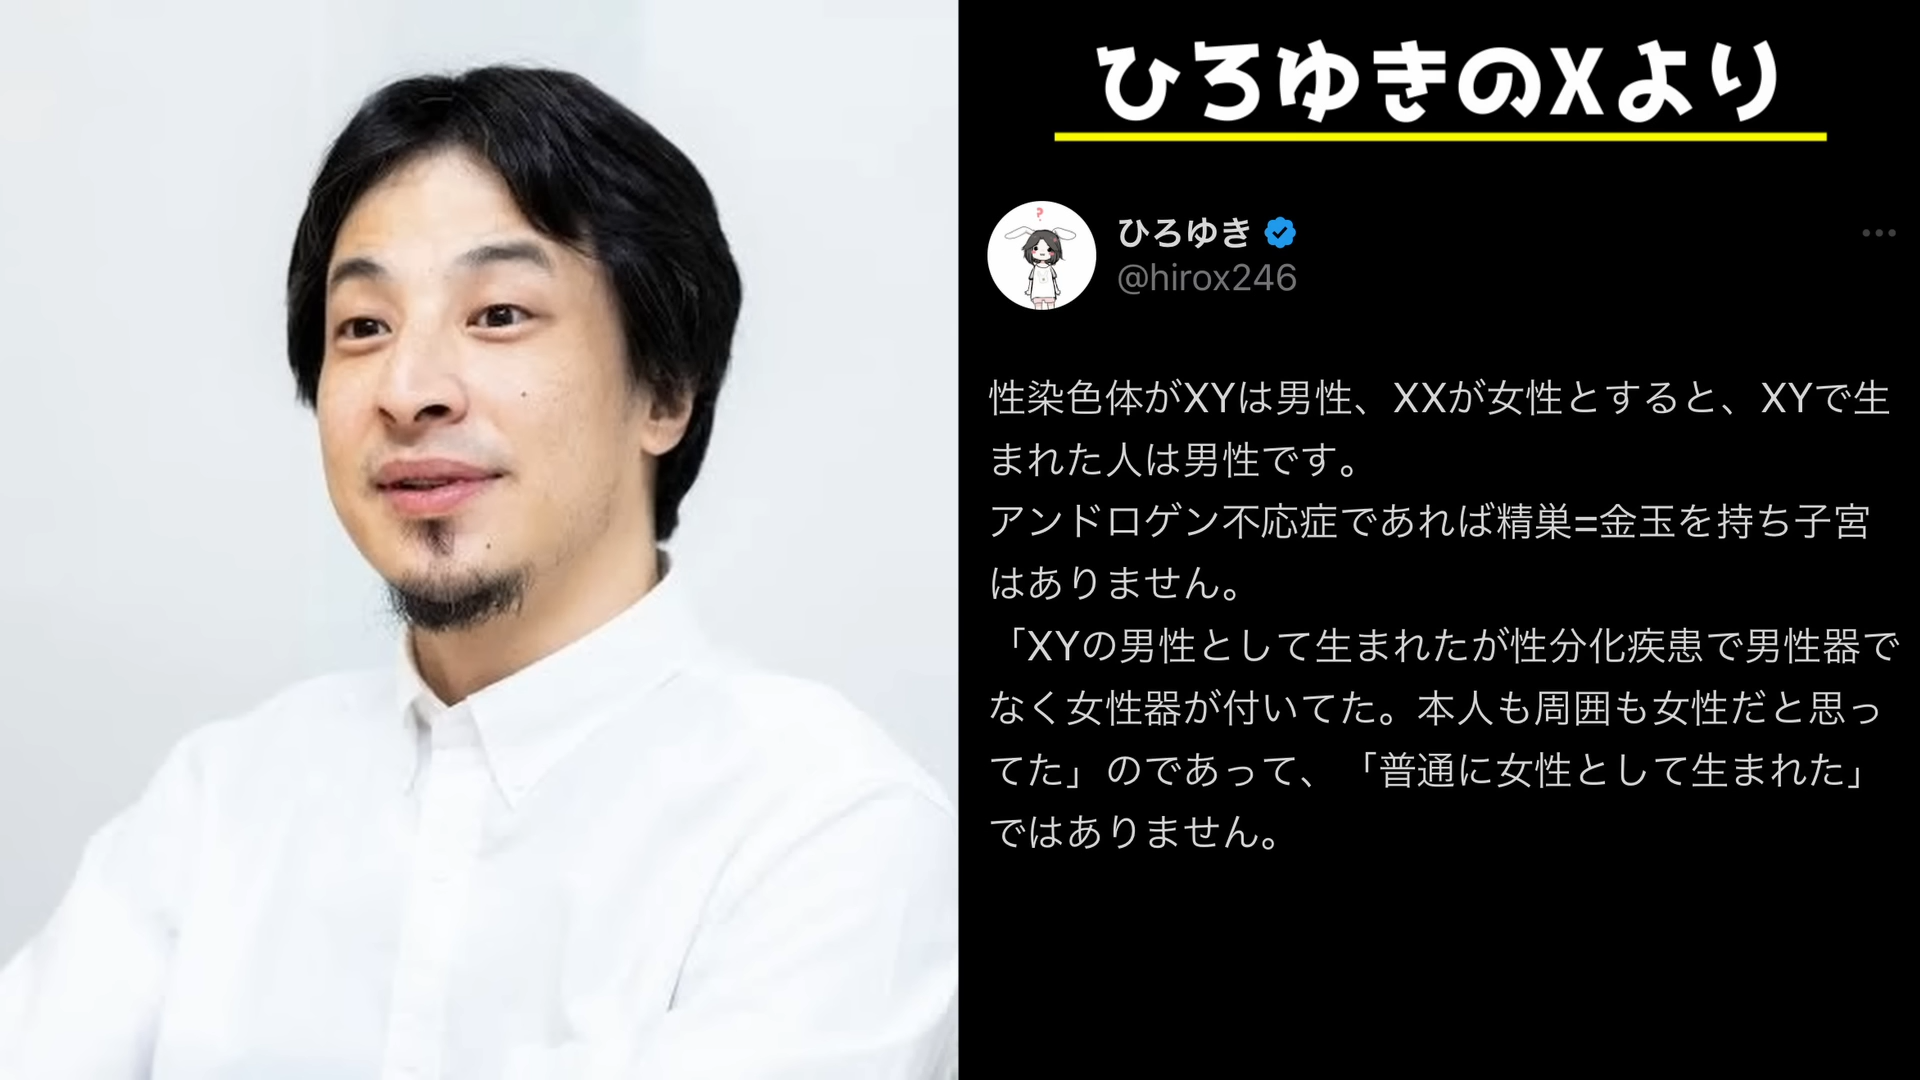 ひろゆきのXより
ひろゆき
@hirox246
性染色体がXYは男性、XXが女性とすると、XYで生
まれた人は男性です。
アンドロゲン不応症であれば精巣=金玉を持ち子宮
はありません。
「XYの男性として生まれたが性分化疾患で男性器で
なく女性器が付いてた。本人も周囲も女性だと思っ
てた」のであって、「普通に女性として生まれた」
ではありません。